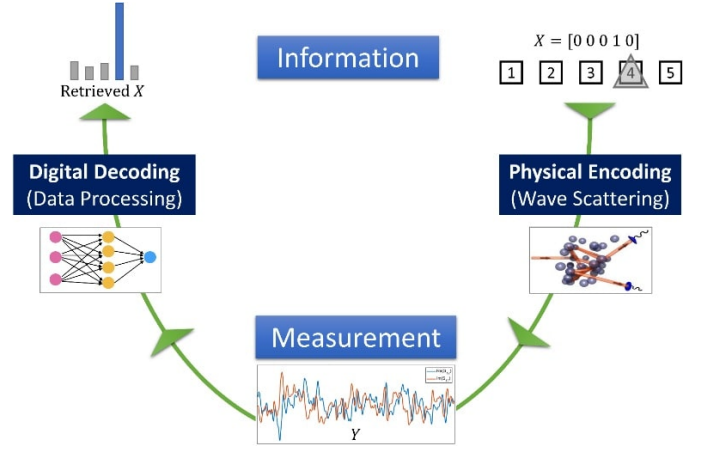 Information
X = [0 0 0 1 0]
1 2 3 4 5
Retrieved X
Digital Decoding
(Data Processing)
Physical Encoding
(Wave Scattering)
Measurement
Y